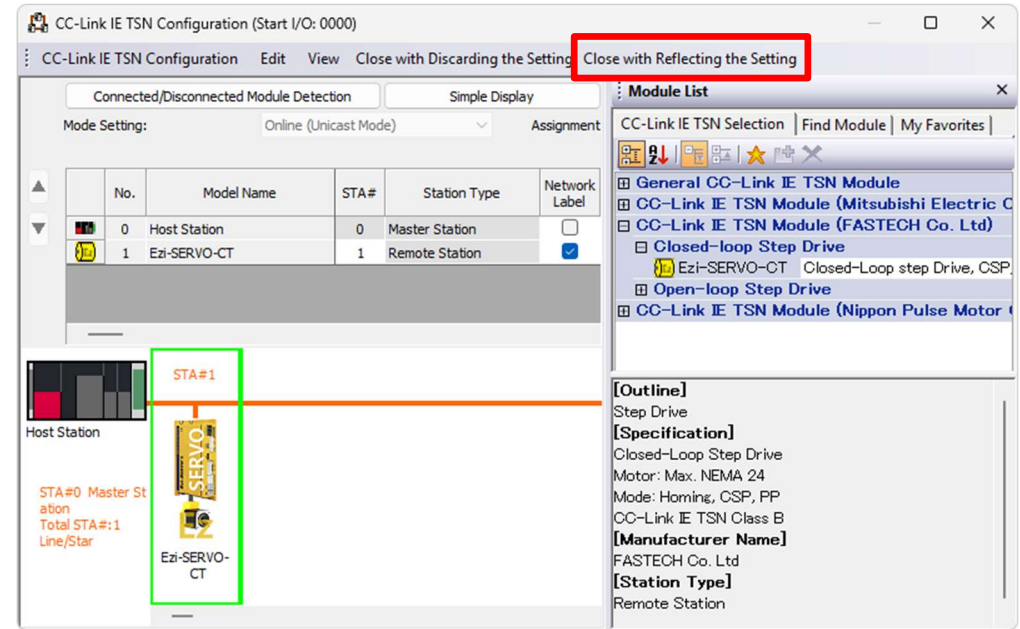 CC-Link IE TSN Configuration (Start I/O: 0000)
CC-Link IE TSN Configuration Edit View Close with Discarding the Setting Close with Reflecting the Setting
Connected/Disconnected Module Detection Simple Display
Mode Setting: Online (Unicast Mode) Assignment
No. Model Name STA# Station Type Network Label
0 Host Station 0 Master Station
1 Ezi-SERVO-CT 1 Remote Station
STA#1
Host Station
SERVO
STA#0 Master St
ation
Total STA#:1
Line/Star
EZ
Ezi-SERVO-
CT
Module List
CC-Link IE TSN Selection Find Module My Favorites
General CC-Link IE TSN Module
CC-Link IE TSN Module (Mitsubishi Electric C
CC-Link IE TSN Module (FASTECH Co. Ltd)
Closed-loop Step Drive
Ezi-SERVO-CT Closed-Loop step Drive, CSP,
Open-loop Step Drive
CC-Link IE TSN Module (Nippon Pulse Motor
[Outline]
Step Drive
[Specification]
Closed-Loop Step Drive
Motor: Max. NEMA 24
Mode: Homing, CSP, PP
CC-Link IE TSN Class B
[Manufacturer Name]
FASTECH Co. Ltd
[Station Type]
Remote Station